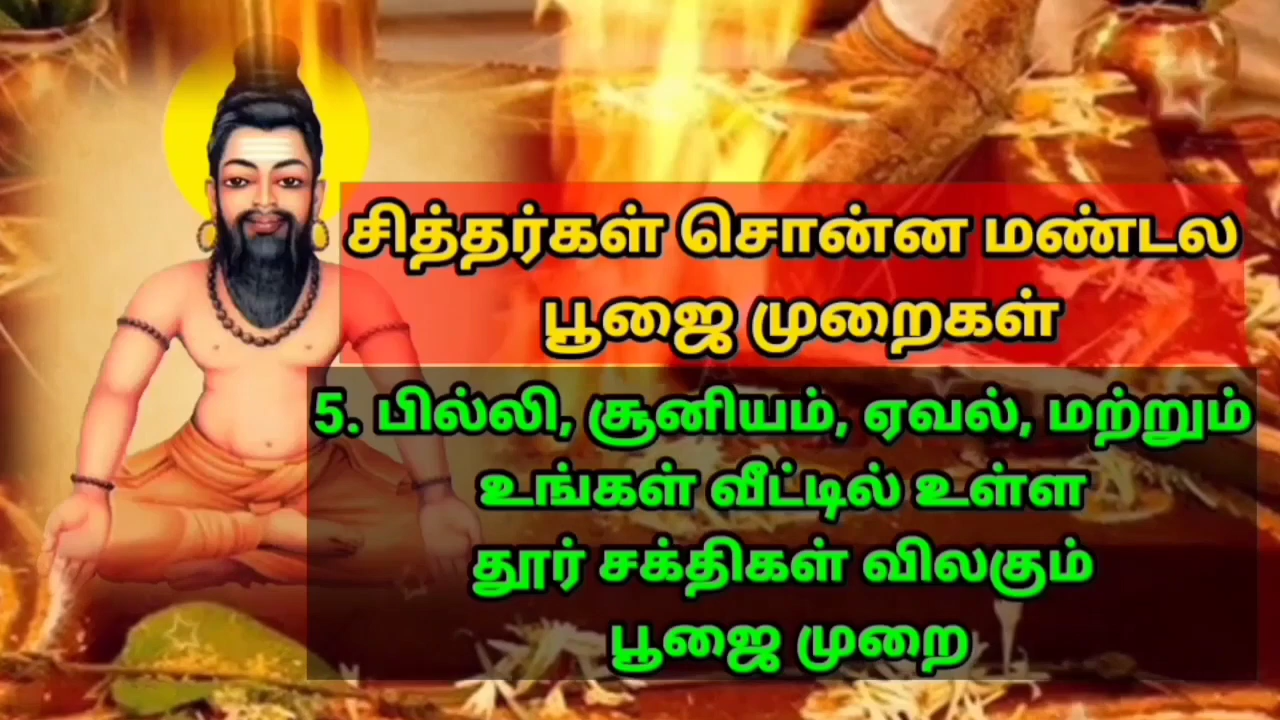 சித்தர்கள் சொன்ன மண்டல
பூஜை முறைகள்
5. பில்லி, சூனியம், ஏவல், மற்றும்
உங்கள் வீட்டில் உள்ள
தூர் சக்திகள் விலகும்
பூஜை முறை